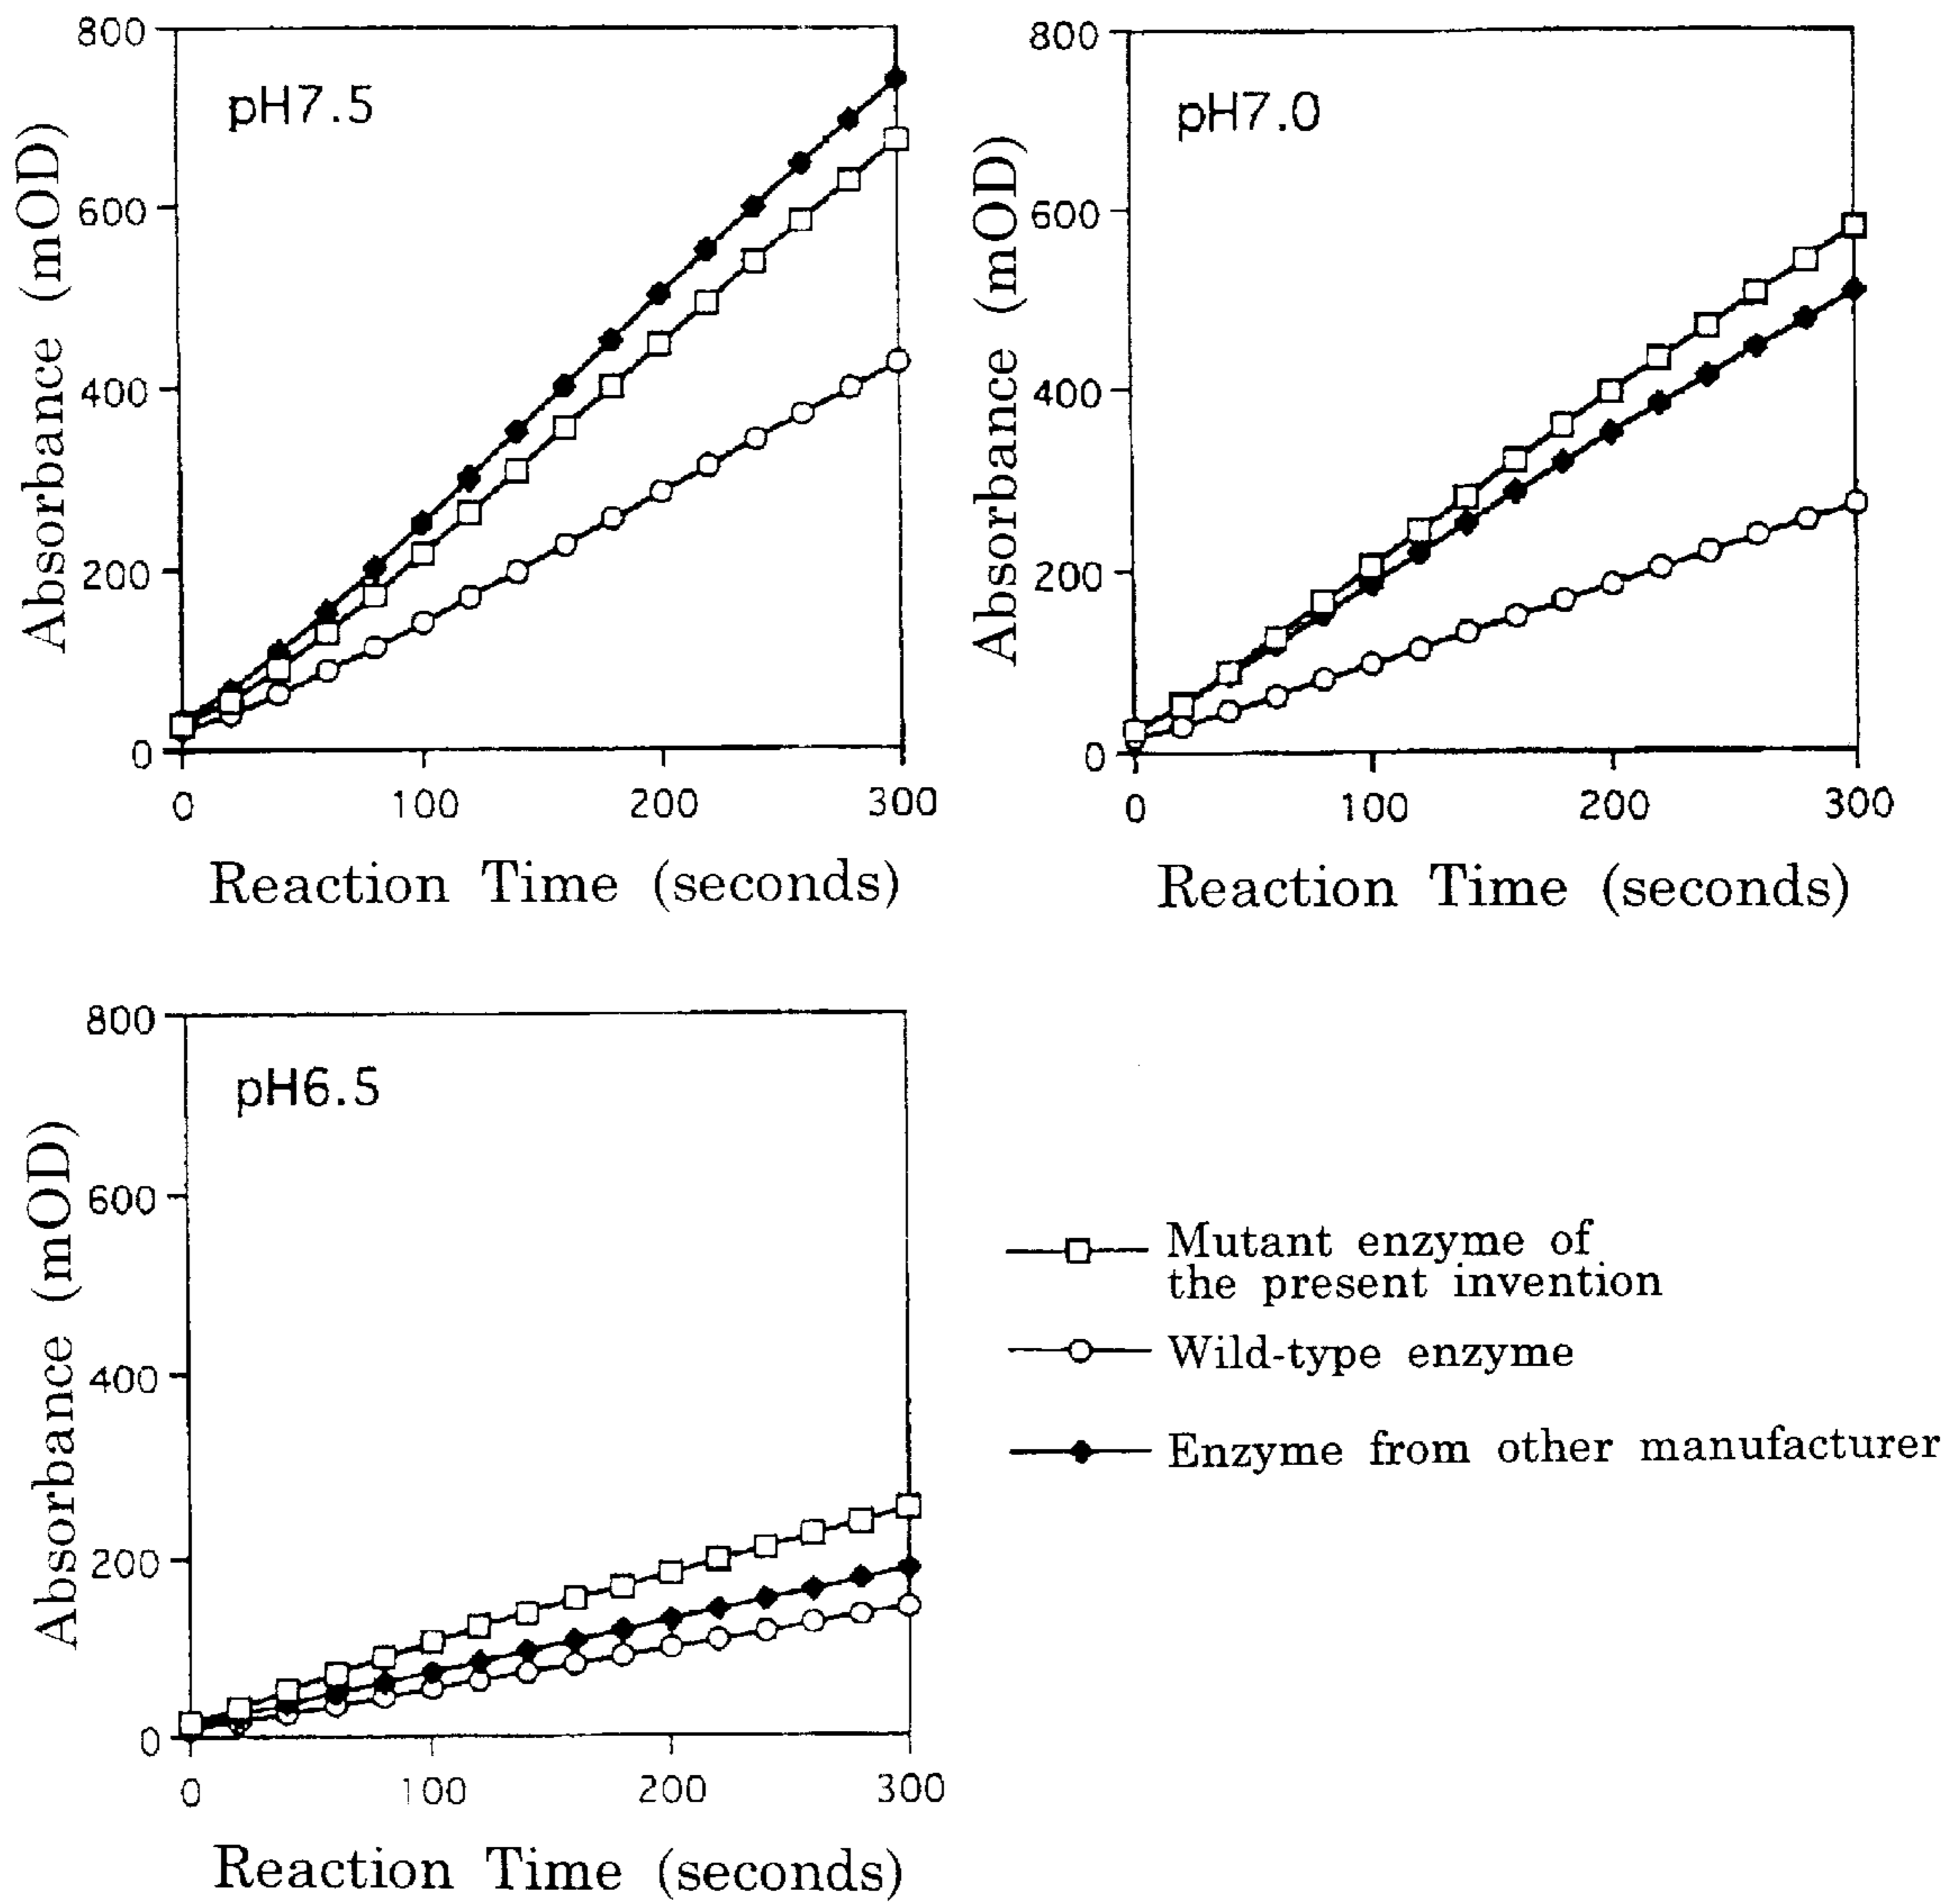 800
600
400
200
0
pH7.5
Absorbance (mOD)
0 100 200 300
Reaction Time (seconds)
800
600
400
200
0
pH7.0
Absorbance (mOD)
0 100 200 300
Reaction Time (seconds)
800
600
400
200
0
pH6.5
Absorbance (mOD)
0 100 200 300
Reaction Time (seconds)
Mutant enzyme of
the present invention
Wild-type enzyme
Enzyme from other manufacturer